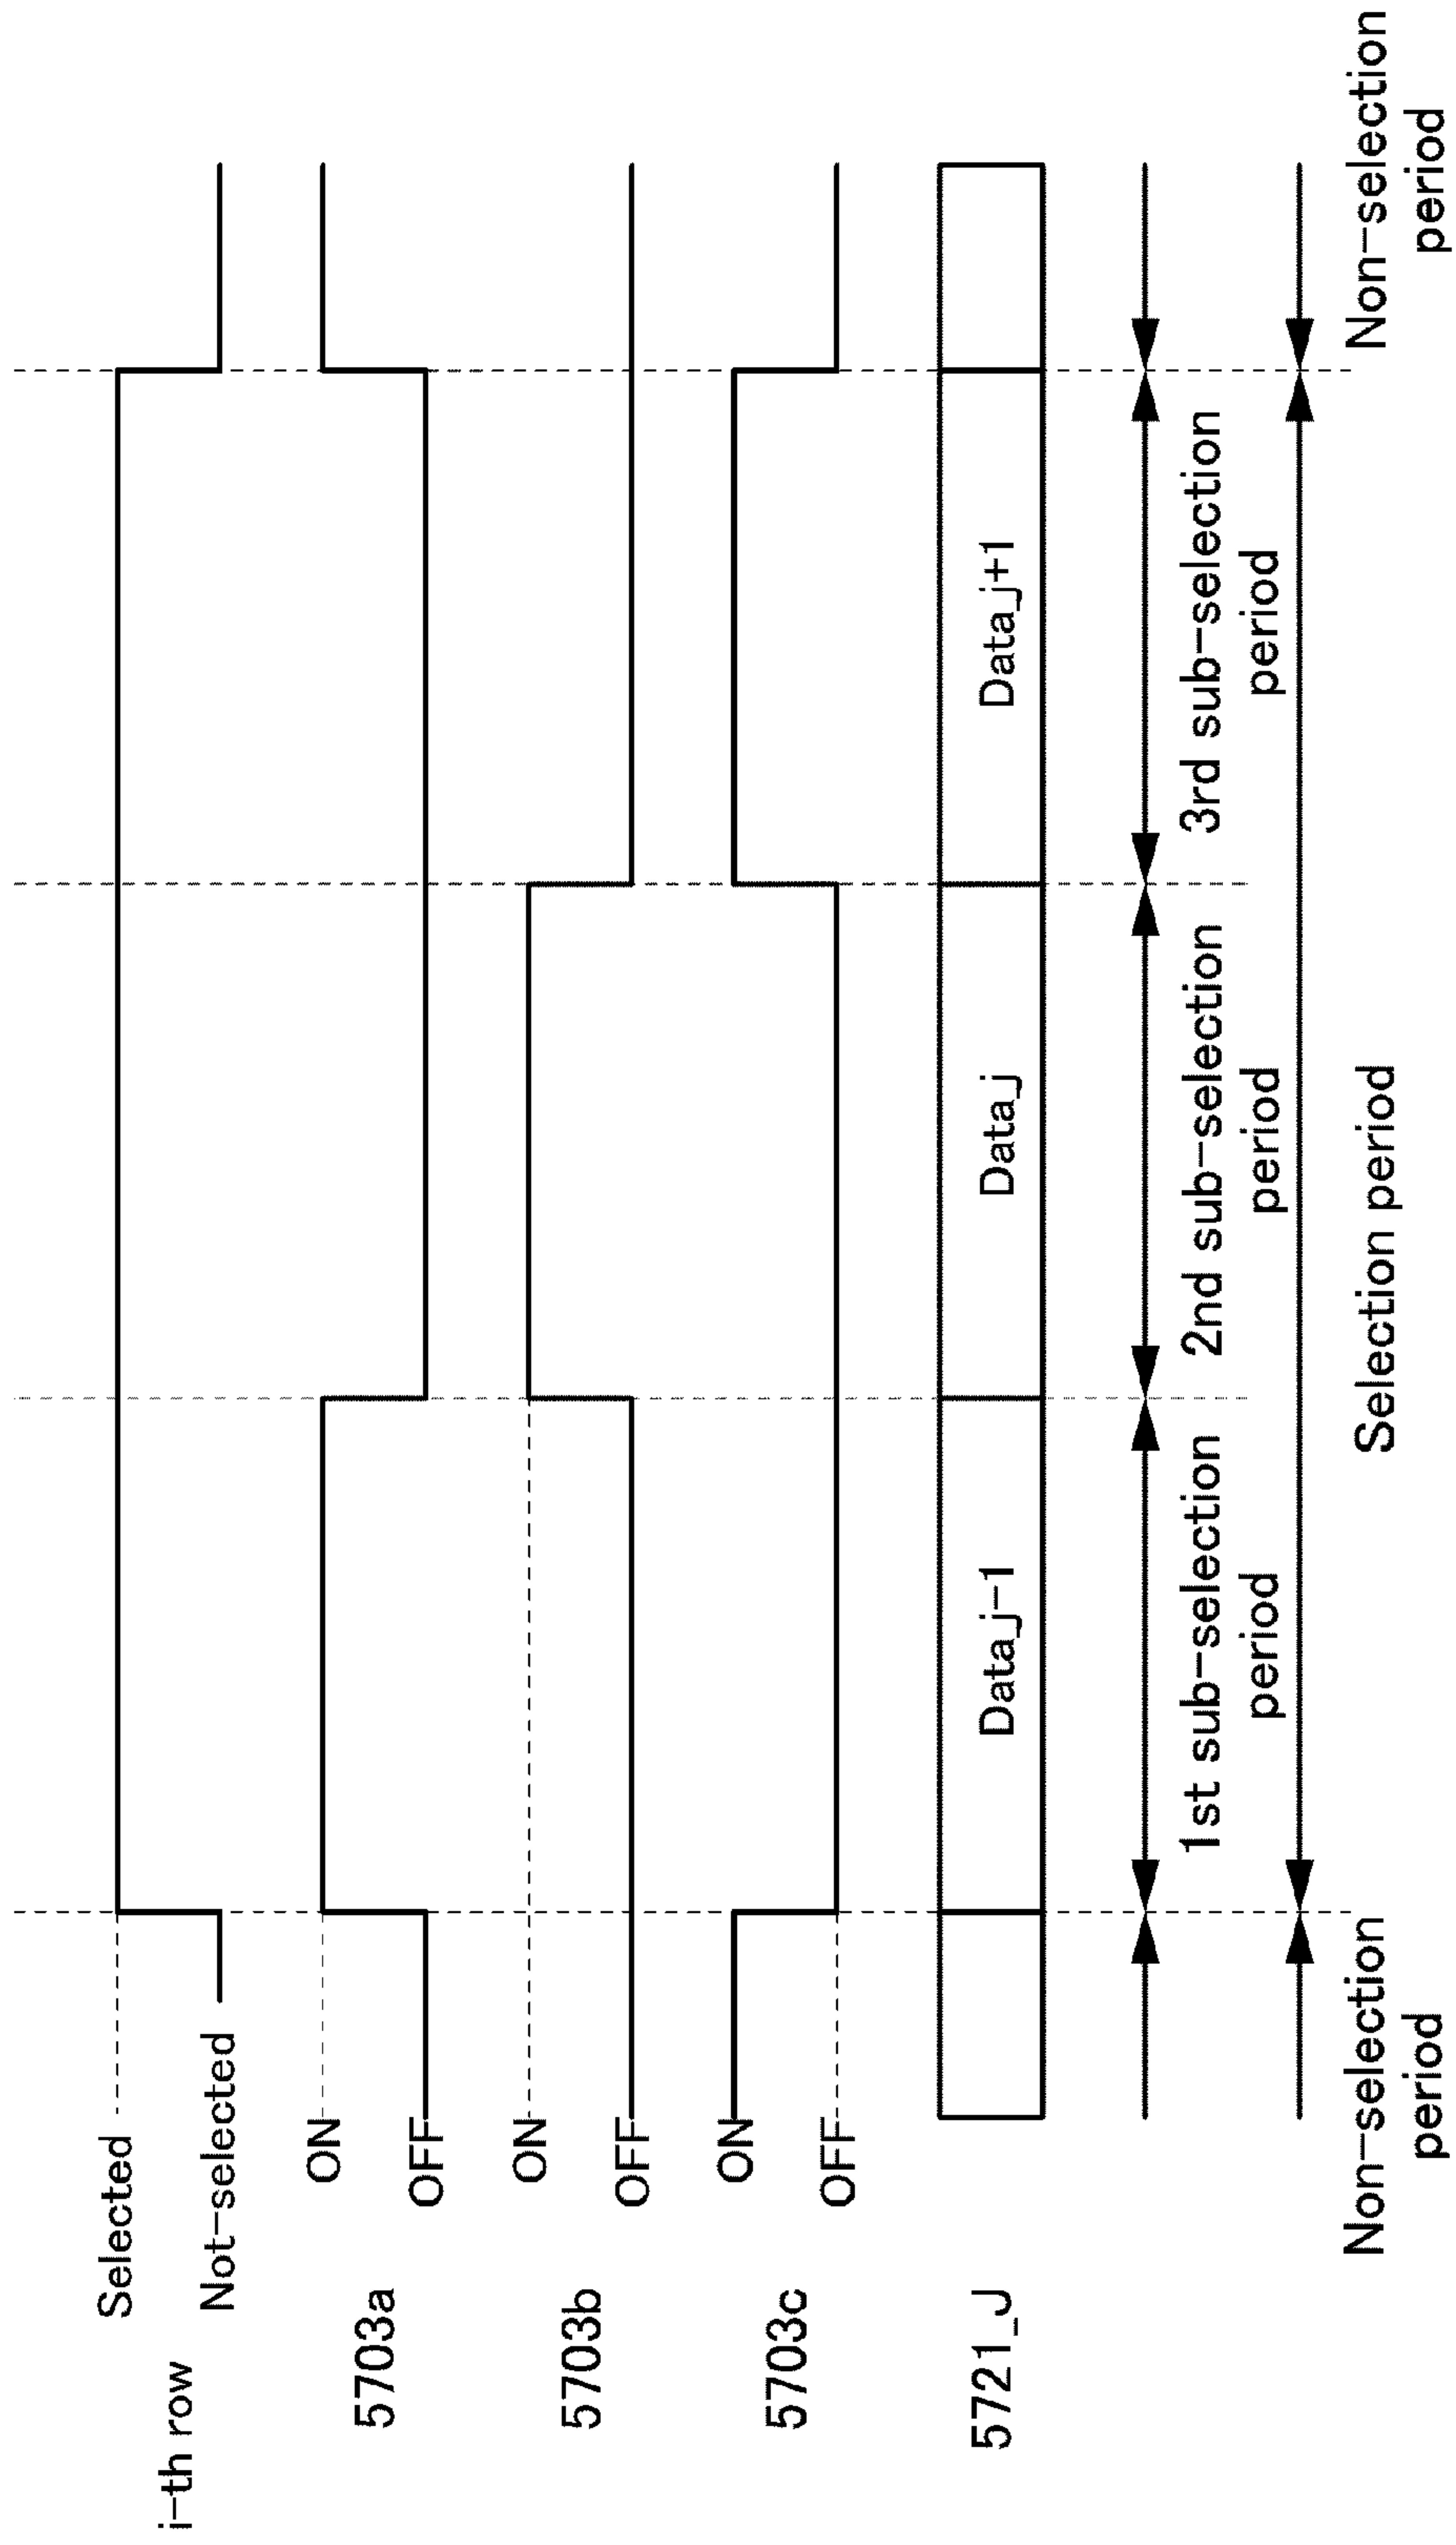 Selected
i-th row
Not-selected
ON
5703a
OFF
ON
5703b
OFF
ON
5703c
OFF
5721_J
Data_j-1
Data_j
Data_j+1
1st sub-selection
period
2nd sub-selection
period
3rd sub-selection
period
Non-selection
period
Selection period
Non-selection
period